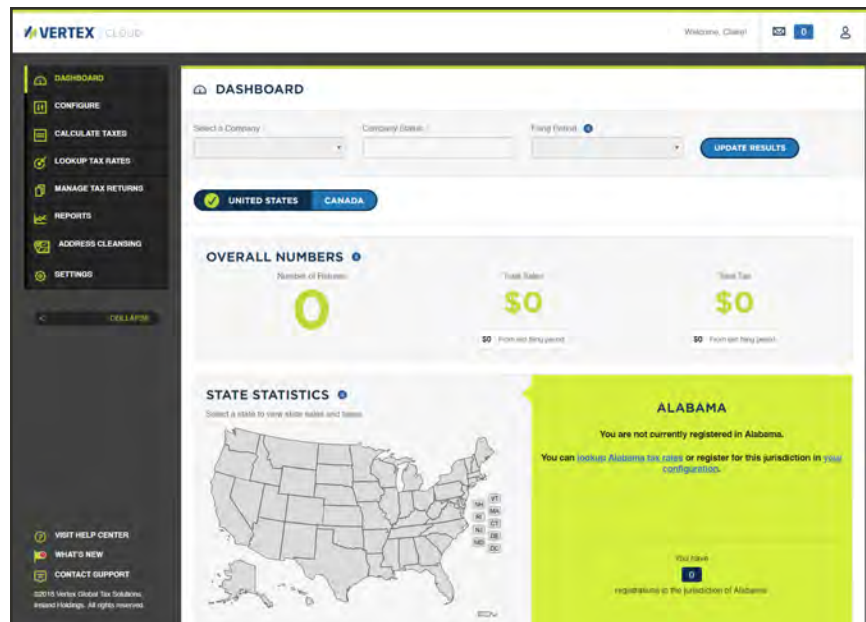 VERTEX CLOUD
Welcome, Claire!
0
DASHBOARD
CONFIGURE
CALCULATE TAXES
LOOKUP TAX RATES
MANAGE TAX RETURNS
REPORTS
ADDRESS CLEANSING
SETTINGS
< COLLAPSE
VISIT HELP CENTER
WHAT'S NEW
CONTACT SUPPORT
©2016 Vertex Global Tax Solutions
Ireland Holdings. All rights reserved.
DASHBOARD
Select a Company
Company Status
Filing Period
UPDATE RESULTS
UNITED STATES CANADA
OVERALL NUMBERS
Number of Returns Total Sales Total Tax
0 $0 $0
$0 From last filing period $0 From last filing period
STATE STATISTICS
Select a state to view state sales and taxes
VT
NH
MA
RI
CT
NJ
DE
MD
DC
ALABAMA
You are not currently registered in Alabama.
You can lookup Alabama tax rates or register for this jurisdiction in your
configuration.
You have
0
registrations in the jurisdiction of Alabama